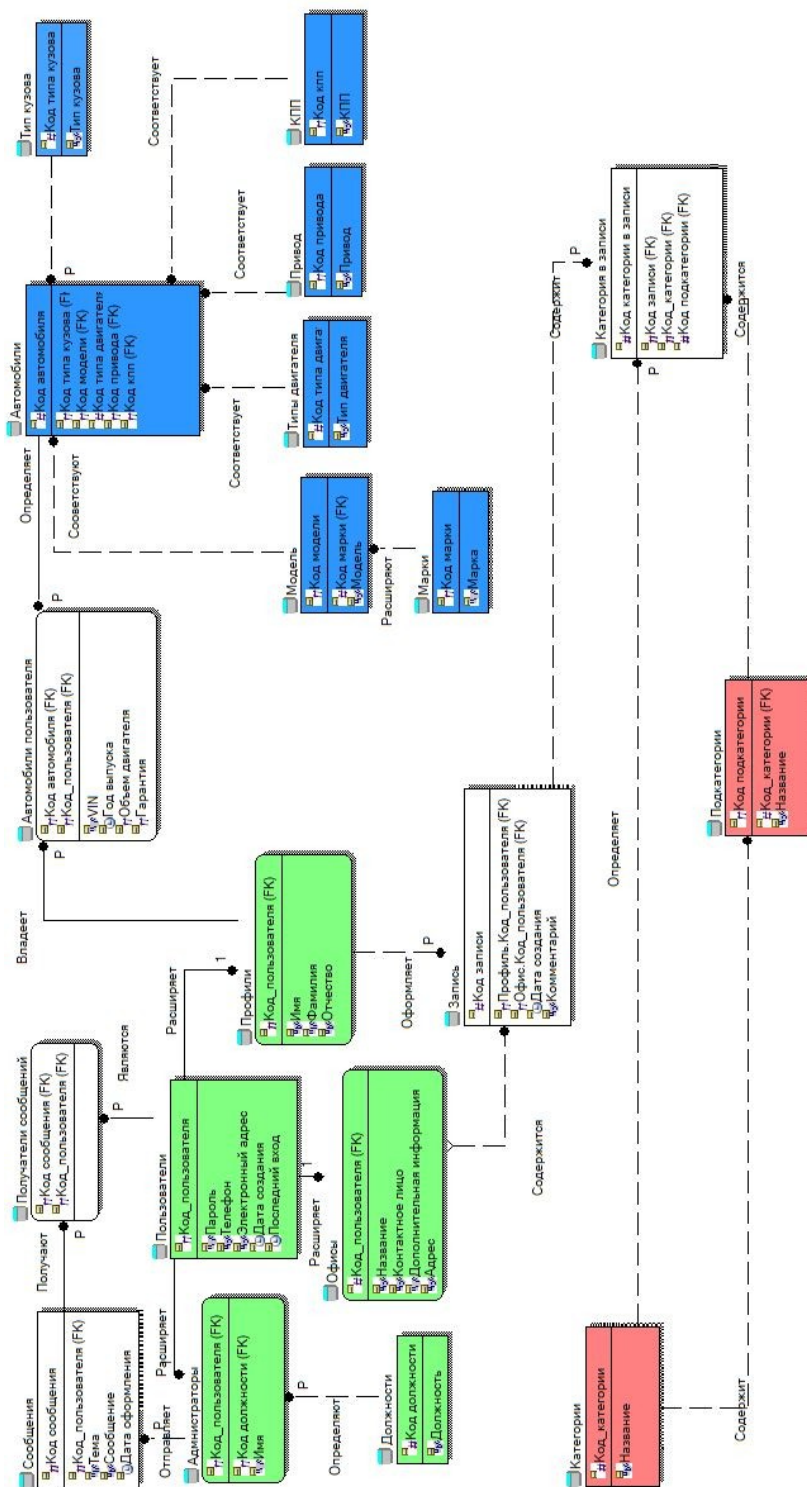 Сообщения
#Код сообщения
#Код_пользователя (FK)
Тема
Сообщение
Дата оформления
Получают
P
Получатели сообщений
#Код сообщения (FK)
#Код_пользователя (FK)
Являются
P
Владеет
P
Автомобили пользователя
#Код автомобиля (FK)
#Код_пользователя (FK)
VIN
Год выпуска
Объем двигателя
Гарантия
Определяет
P
Автомобили
#Код автомобиля
#Код типа кузова (F
#Код модели (FK)
#Код типа двигателя
#Код привода (FK)
#Код кпп (FK)
P
Тип кузова
#Код типа кузова
Тип кузова
Отправляет
P
Расширяет
Пользователи
#Код_пользователя
Пароль
Телефон
Электронный адрес
Дата создания
Последний вход
Расширяет
1
Профили
#Код_пользователя (FK)
Имя
Фамилия
Отчество
Сооветствуют
Соответствует
Соответствует
Соответствует
Администраторы
#Код_пользователя (FK)
#Код должности (FK)
Имя
Расширяет
1
Модель
#Код модели
#Код марки (FK)
Модель
Типы двигателя
#Код типа двига
Тип двигателя
Привод
#Код привода
Привод
КПП
#Код кпп
КПП
Определяют
P
Офисы
#Код_пользователя (FK)
Название
Контактное лицо
Дополнительная информация
Адрес
Оформляет
P
Расширяют
Должности
#Код должности
Должность
Марки
#Код марки
Марка
Запись
#Код записи
Профиль.Код_пользователя (FK)
Офис.Код_пользователя (FK)
Дата создания
Комментарий
Содержится
Содержит
P
Категория в записи
#Код категории в записи
#Код записи (FK)
#Код_категории (FK)
#Код подкатегории (FK)
P
Определяет
Категории
#Код_категории
Название
Подкатегории
#Код подкатегории
#Код_категории (FK)
Название
Содержит
Содержится